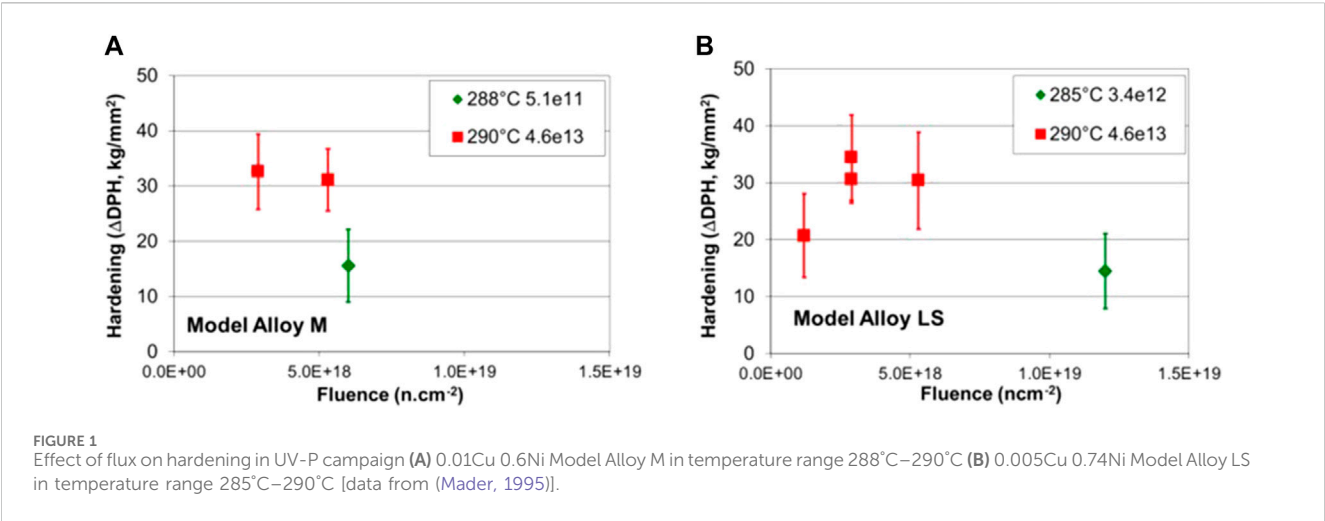 A
Hardening (ΔDPH, kg/mm²)
50
40
30
20
10
0
288°C 5.1e11
290°C 4.6e13
Model Alloy M
0.0E+00 5.0E+18 1.0E+19 1.5E+19
Fluence (n.cm⁻²)
B
Hardening (ΔDPH, kg/mm²)
50
40
30
20
10
0
285°C 3.4e12
290°C 4.6e13
Model Alloy LS
0.0E+00 5.0E+18 1.0E+19 1.5E+19
Fluence (ncm⁻²)
FIGURE 1
Effect of flux on hardening in UV-P campaign (A) 0.01Cu 0.6Ni Model Alloy M in temperature range 288˚C–290˚C (B) 0.005Cu 0.74Ni Model Alloy LS
in temperature range 285˚C–290˚C [data from (Mader, 1995)].